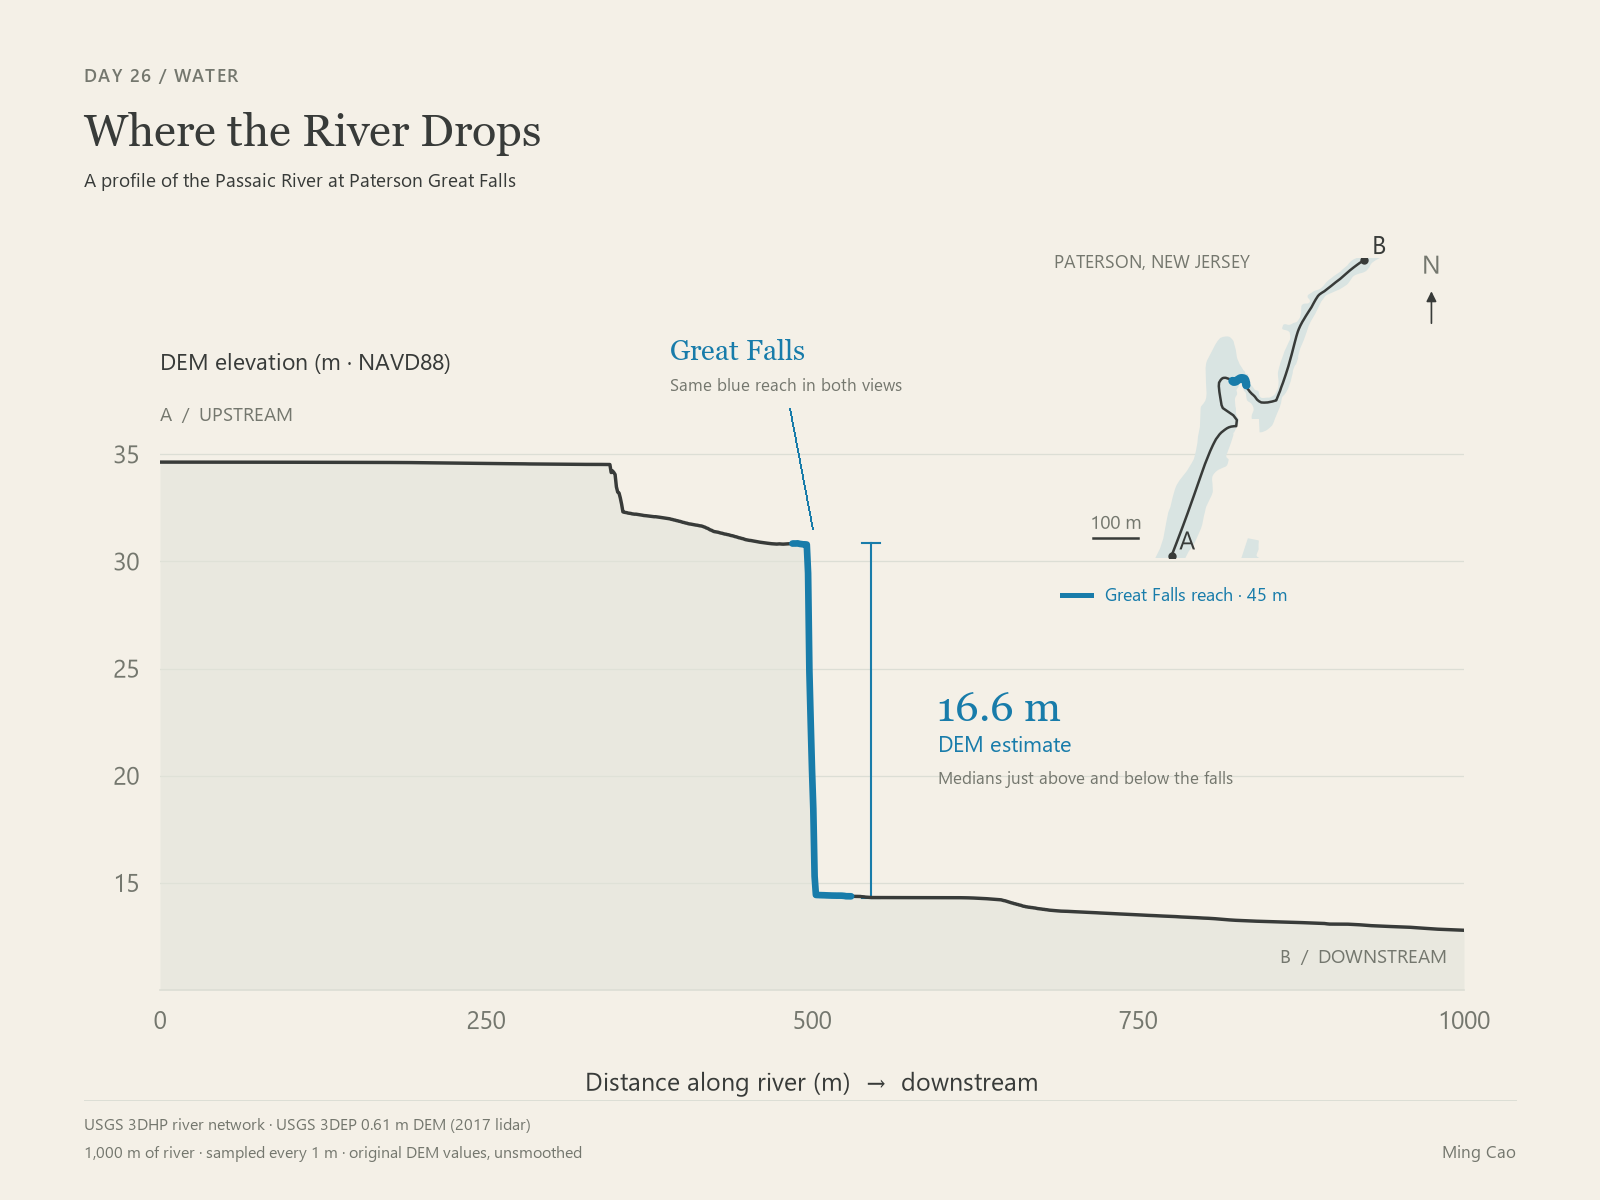 DAY 26 / WATER
Where the River Drops
A profile of the Passaic River at Paterson Great Falls
B
PATERSON, NEW JERSEY
N
Great Falls
Same blue reach in both views
DEM elevation (m · NAVD88)
A / UPSTREAM
35
100 m
A
30
Great Falls reach · 45 m
25
16.6 m
DEM estimate
20
Medians just above and below the falls
15
B / DOWNSTREAM
0 250 500 750 1000
Distance along river (m) → downstream
USGS 3DHP river network · USGS 3DEP 0.61 m DEM (2017 lidar)
1,000 m of river · sampled every 1 m · original DEM values, unsmoothed
Ming Cao